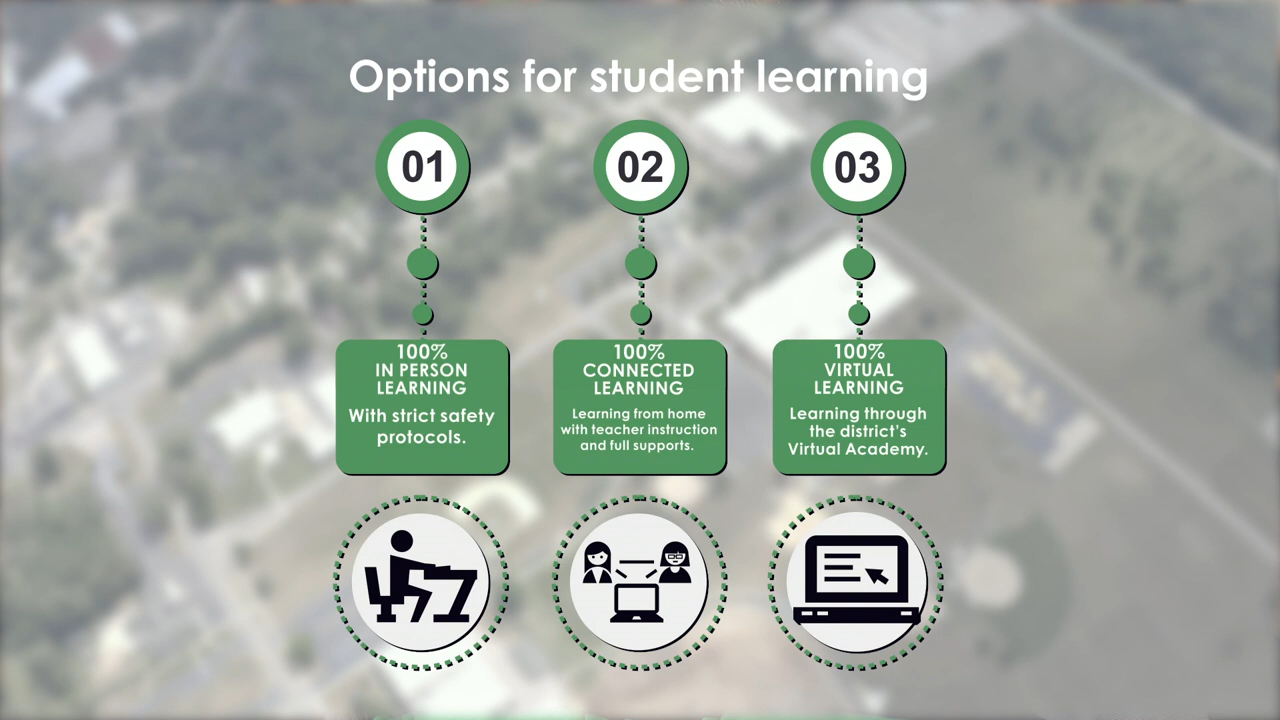 Options for student learning
01
02
03
100%
IN PERSON
LEARNING
With strict safety
protocols.
100%
CONNECTED
LEARNING
Learning from home
with teacher instruction
and full supports.
100%
VIRTUAL
LEARNING
Learning through
the district's
Virtual Academy.